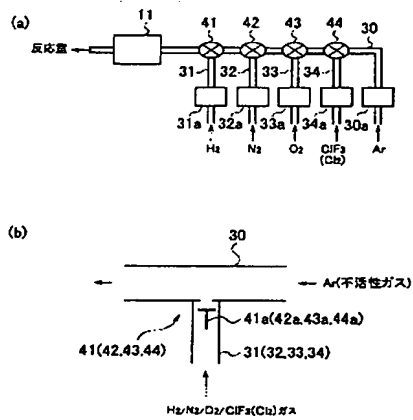 (a)
11
41
42
43
44
30
反応室
31
32
33
34
31a
32a
33a
34a
30a
H2
N2
O2
ClF3
(Cl2)
Ar
(b)
30
Ar(不活性ガス)
41a(42a,43a,44a)
41(42,43,44)
31(32,33,34)
H2/N2/O2/ClF3(Cl2)ガス